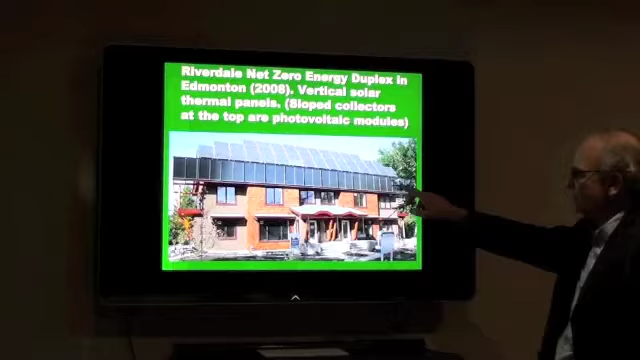 Riverdale Net Zero Energy Duplex in
Edmonton (2008). Vertical solar
thermal panels. (Sloped collectors
at the top are photovoltaic modules)